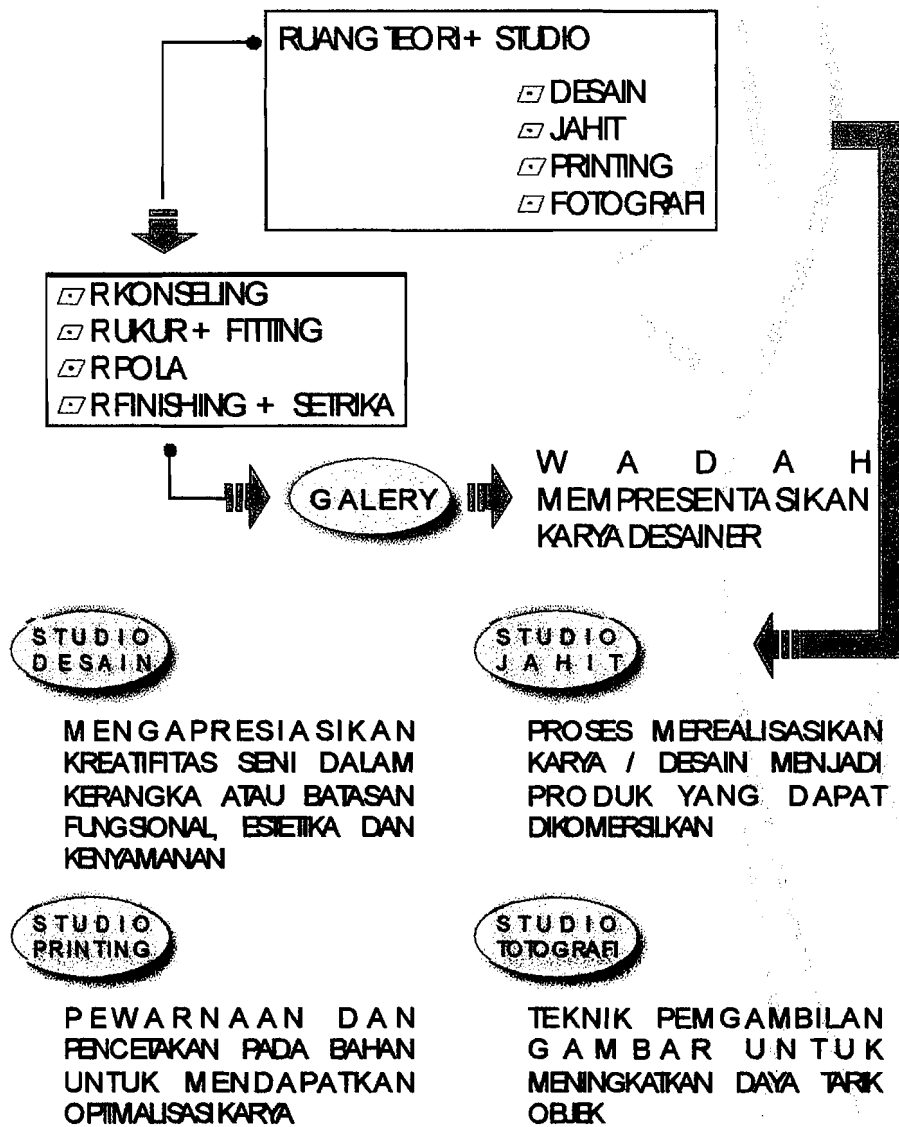 RUANG TEORI + STUDIO
DESAIN
JAHIT
PRINTING
FOTOGRAFI
R KONSELING
R UKUR + FITTING
R POLA
R FINISHING + SETRIKA
GALERY
W A D A H
MEMPRESENTASIKAN
KARYA DESAINER
STUDIO
DESAIN
MENGAPRESIASIKAN
KREATIFITAS SENI DALAM
KERANGKA ATAU BATASAN
FUNGSIONAL, ESTETIKA DAN
KENYAMANAN
STUDIO
JAHIT
PROSES MEREALISASIKAN
KARYA / DESAIN MENJADI
PRODUK YANG DAPAT
DIKOMERSILKAN
STUDIO
PRINTING
PEWARNAAN DAN
PENCETAKAN PADA BAHAN
UNTUK MENDAPATKAN
OPTIMALISASI KARYA
STUDIO
TOTOGRAFI
TEKNIK PEMGAMBILAN
GAMBAR UNTUK
MENINGKATKAN DAYA TARIK
OBJEK